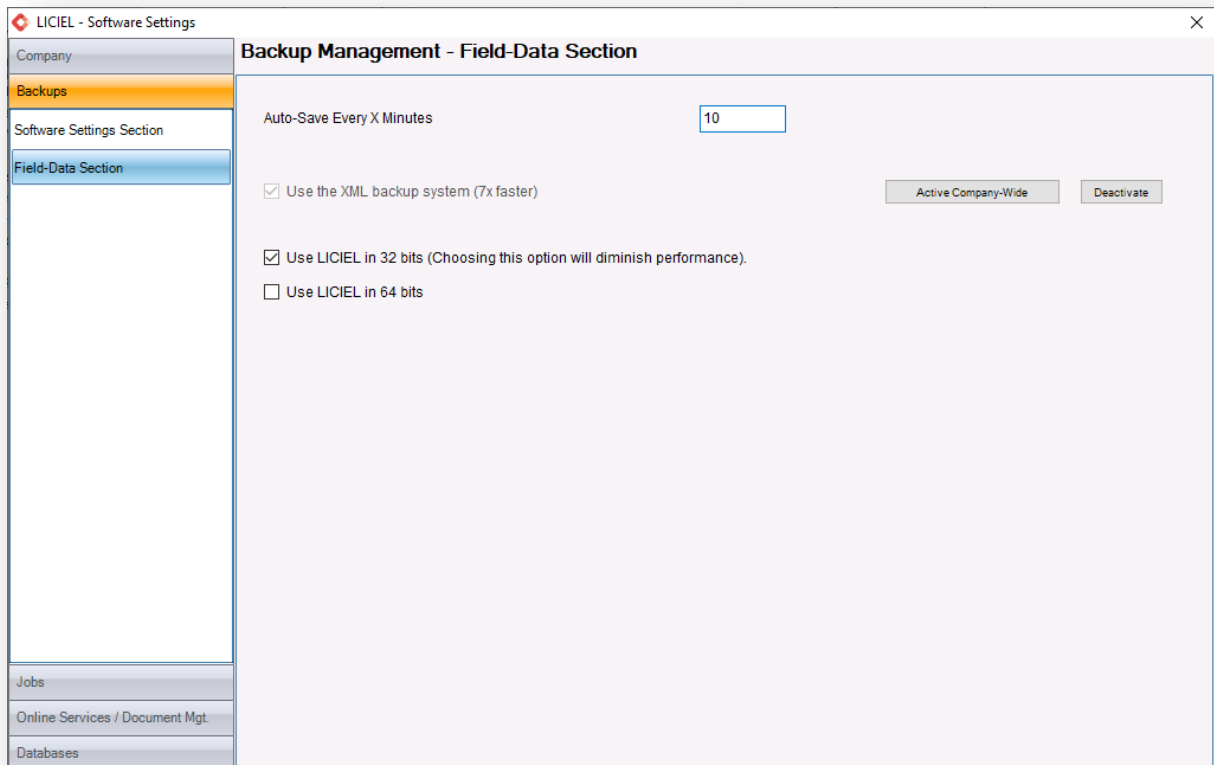 LICIEL - Software Settings
Company
Backup Management - Field-Data Section
Backups
Software Settings Section
Field-Data Section
Auto-Save Every X Minutes 10
Use the XML backup system (7x faster) Active Company-Wide Deactivate
Use LICIEL in 32 bits (Choosing this option will diminish performance).
Use LICIEL in 64 bits
Jobs
Online Services / Document Mgt.
Databases